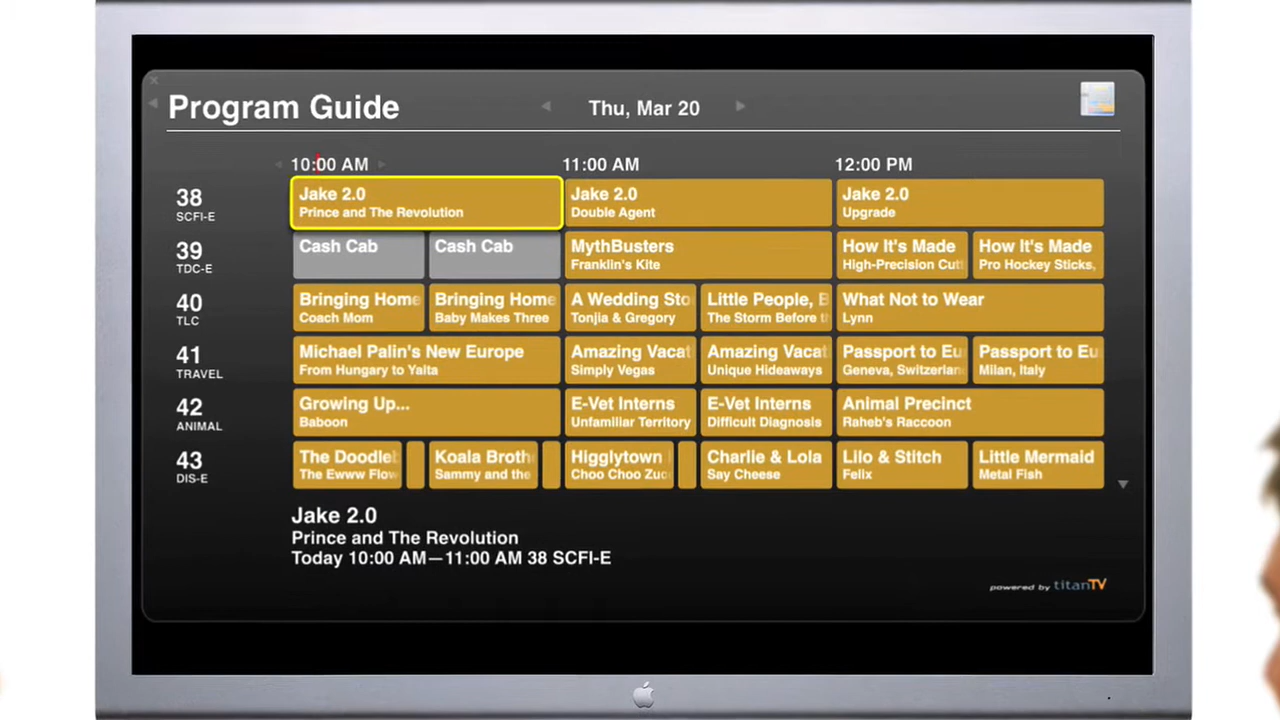 Program Guide
Thu, Mar 20
10:00 AM
11:00 AM
12:00 PM
38
SCFI-E
Jake 2.0
Prince and The Revolution
Jake 2.0
Double Agent
Jake 2.0
Upgrade
39
TDC-E
Cash Cab
Cash Cab
MythBusters
Franklin's Kite
How It's Made
High-Precision Cut
How It's Made
Pro Hockey Sticks,
40
TLC
Bringing Home
Coach Mom
Bringing Home
Baby Makes Three
A Wedding Sto
Tonjia & Gregory
Little People, B
The Storm Before t
What Not to Wear
Lynn
41
TRAVEL
Michael Palin's New Europe
From Hungary to Yalta
Amazing Vacat
Simply Vegas
Amazing Vacat
Unique Hideaways
Passport to Eu
Geneva, Switzerlan
Passport to Eu
Milan, Italy
42
ANIMAL
Growing Up...
Baboon
E-Vet Interns
Unfamiliar Territory
E-Vet Interns
Difficult Diagnosis
Animal Precinct
Raheb's Raccoon
43
DIS-E
The Doodleb
The Ewww Flow
Koala Broth
Sammy and the
Higglytown
Choo Choo Zuc
Charlie & Lola
Say Cheese
Lilo & Stitch
Felix
Little Mermaid
Metal Fish
Jake 2.0
Prince and The Revolution
Today 10:00 AM—11:00 AM 38 SCFI-E
powered by titanTV